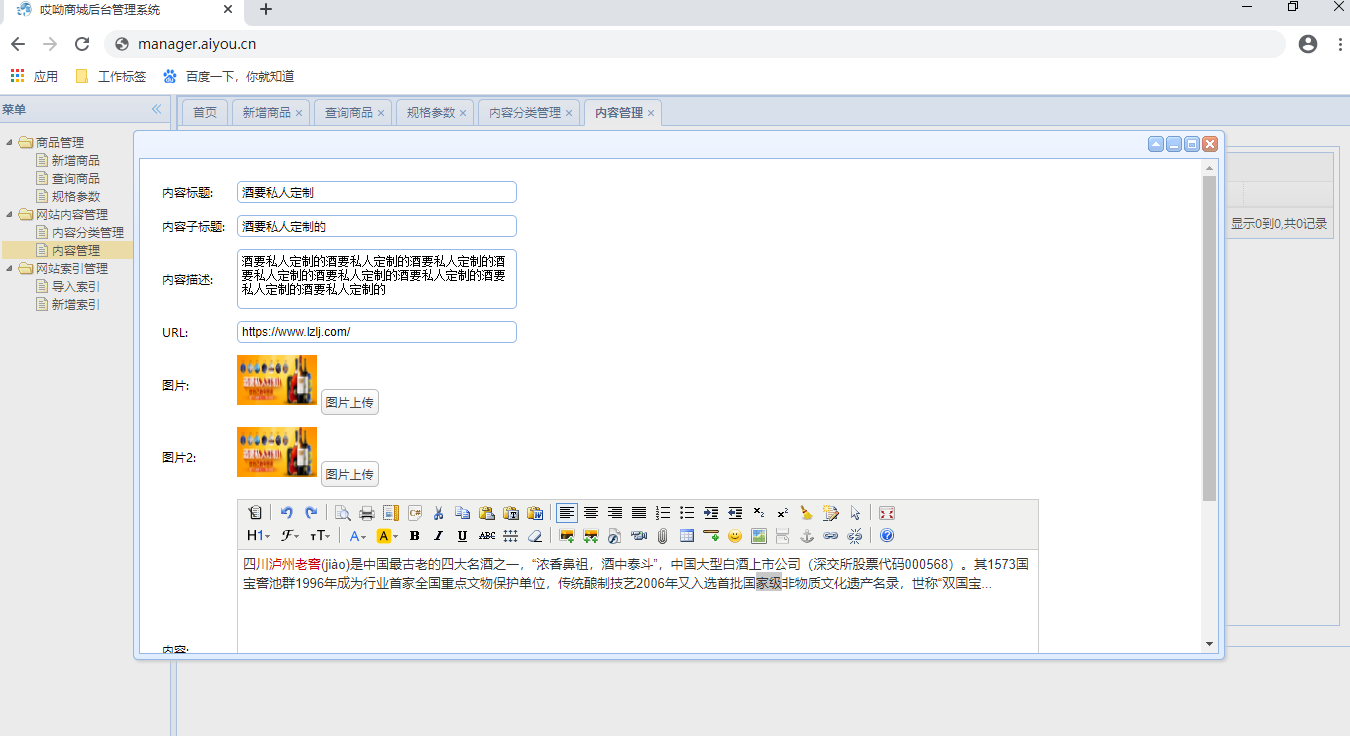 哎呦商城后台管理系统
manager.aiyou.cn
应用 工作标签 百度一下，你就知道
菜单
首页 新增商品 查询商品 规格参数 内容分类管理 内容管理
商品管理
新增商品
查询商品
规格参数
网站内容管理
内容分类管理
内容管理
网站索引管理
导入索引
新增索引
显示0到0,共0记录
内容标题: 酒要私人定制
内容子标题: 酒要私人定制的
内容描述:
酒要私人定制的酒要私人定制的酒要私人定制的酒
要私人定制的酒要私人定制的酒要私人定制的酒要
私人定制的酒要私人定制的
URL: https://www.lzlj.com/
图片: 图片上传
图片2: 图片上传
H1 F TT A A B I U ABC
四川泸州老窖(jiào)是中国最古老的四大名酒之一，“浓香鼻祖，酒中泰斗”，中国大型白酒上市公司（深交所股票代码000568）。其1573国
宝窖池群1996年成为行业首家全国重点文物保护单位，传统酿制技艺2006年又入选首批国家级非物质文化遗产名录，世称“双国宝...
内容: